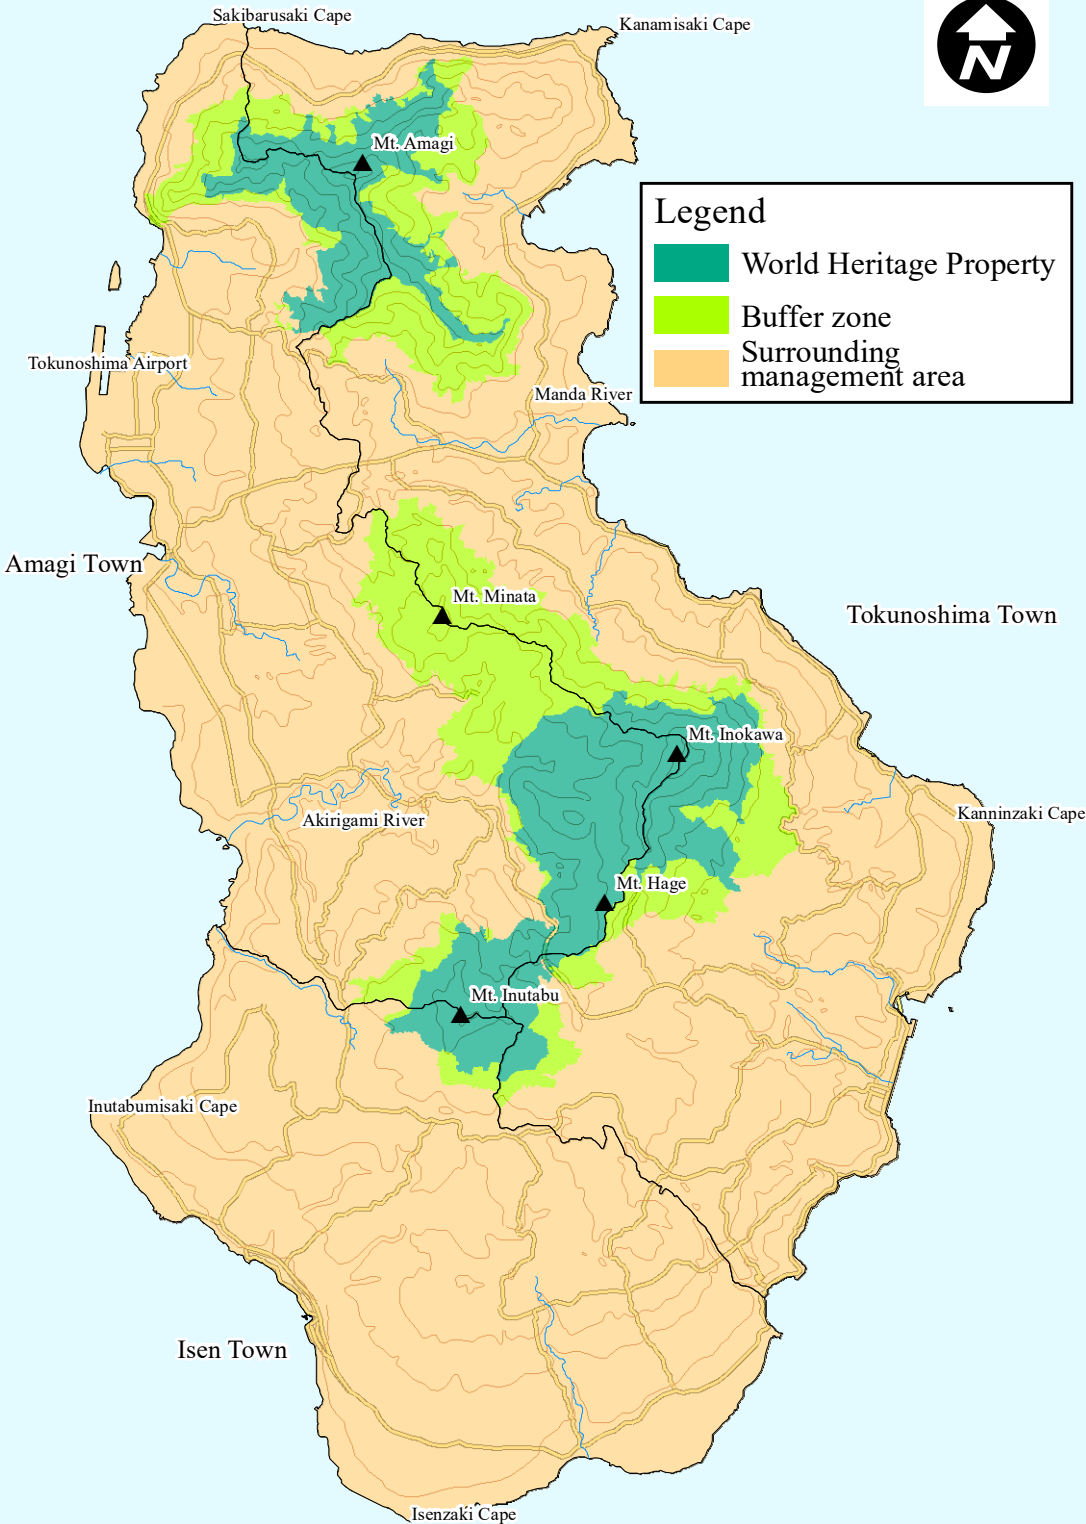 Sakibarusaki Cape
Kanamisaki Cape
N
Mt. Amagi
Legend
World Heritage Property
Buffer zone
Surrounding
management area
Tokunoshima Airport
Manda River
Amagi Town
Mt. Minata
Tokunoshima Town
Mt. Inokawa
Kanninzaki Cape
Akirigami River
Mt. Hage
Mt. Inutabu
Inutabumisaki Cape
Isen Town
Isenzaki Cape